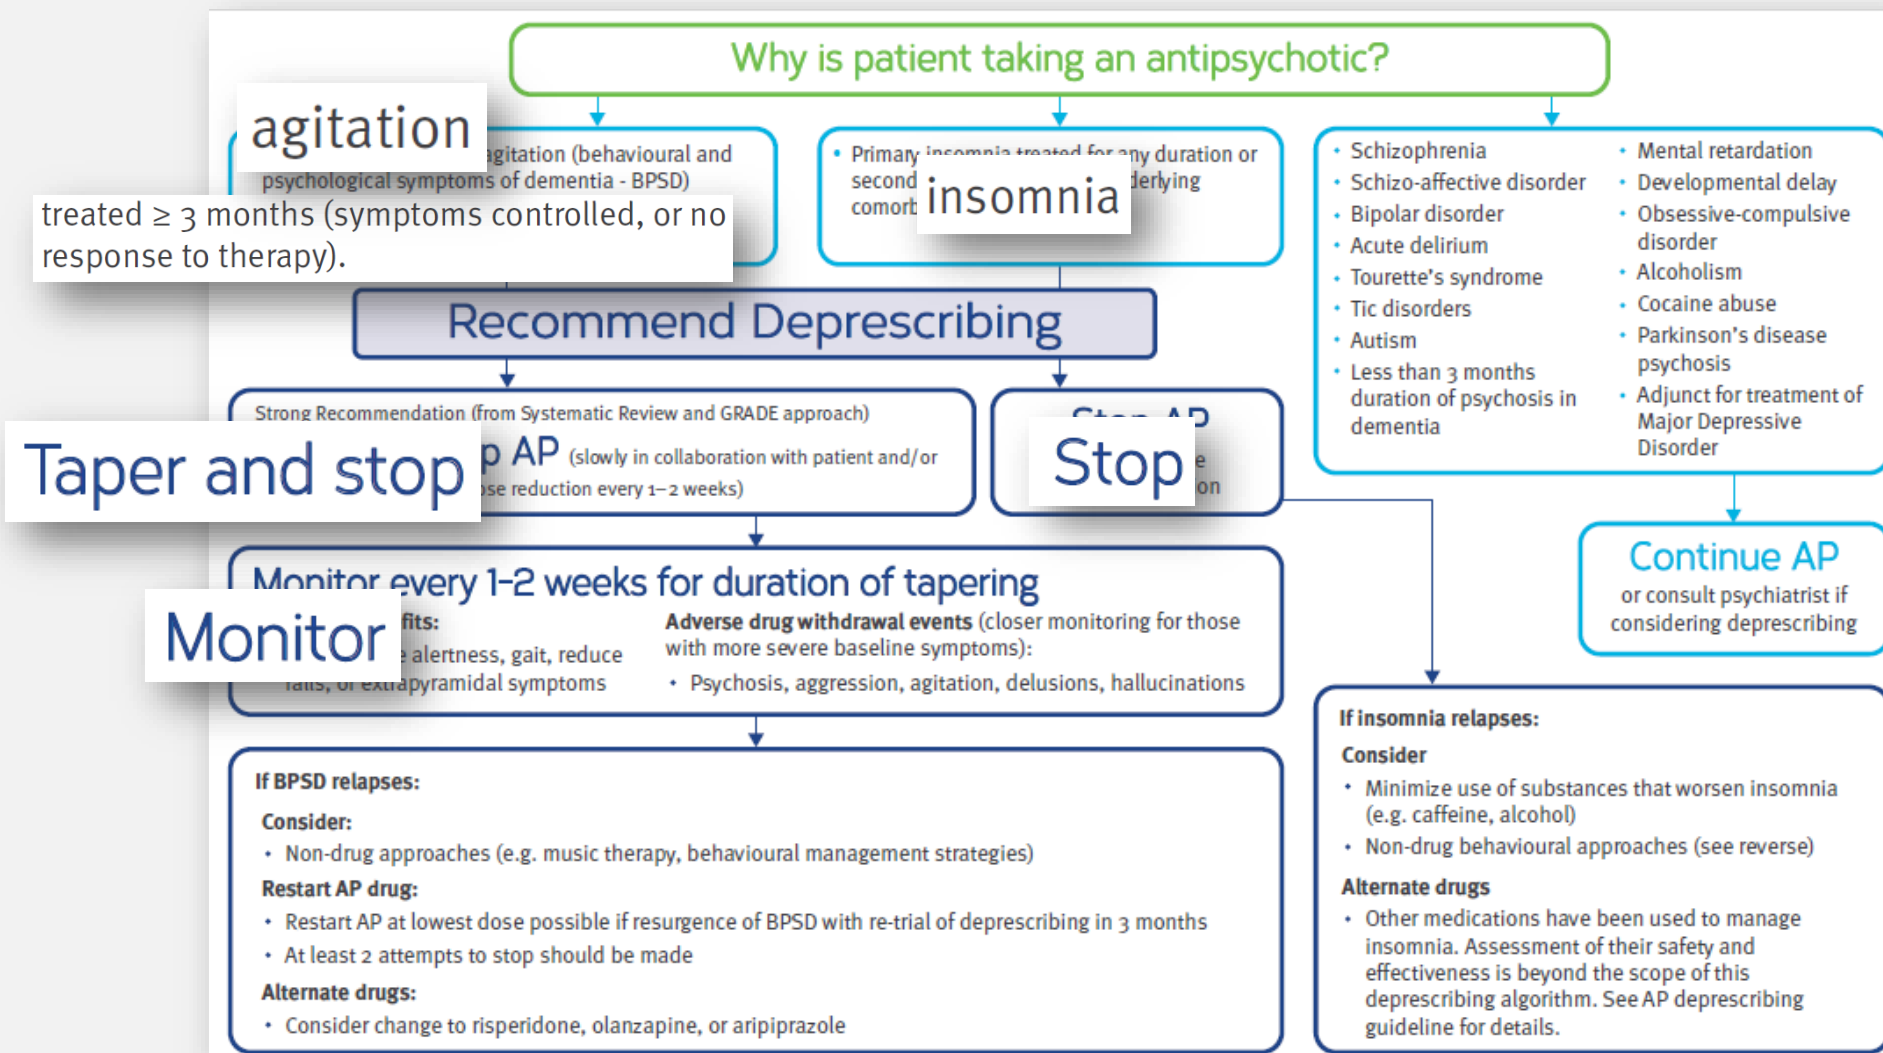 Why is patient taking an antipsychotic?
agitation
agitation (behavioural and
psychological symptoms of dementia - BPSD)
treated ≥ 3 months (symptoms controlled, or no
response to therapy).
• Primary insomnia treated for any duration or
second
derlying
comorb
insomnia
• Schizophrenia
• Schizo-affective disorder
• Bipolar disorder
• Acute delirium
• Tourette's syndrome
• Tic disorders
• Autism
• Less than 3 months
duration of psychosis in
dementia
• Mental retardation
• Developmental delay
• Obsessive-compulsive
disorder
• Alcoholism
• Cocaine abuse
• Parkinson's disease
psychosis
• Adjunct for treatment of
Major Depressive
Disorder
Recommend Deprescribing
Strong Recommendation (from Systematic Review and GRADE approach)
Taper and stop
p AP (slowly in collaboration with patient and/or
ose reduction every 1–2 weeks)
Stop AP
Stop
e
on
Continue AP
or consult psychiatrist if
considering deprescribing
Monitor every 1-2 weeks for duration of tapering
Monitor
fits:
e alertness, gait, reduce
falls, or extrapyramidal symptoms
Adverse drug withdrawal events (closer monitoring for those
with more severe baseline symptoms):
• Psychosis, aggression, agitation, delusions, hallucinations
If BPSD relapses:
Consider:
• Non-drug approaches (e.g. music therapy, behavioural management strategies)
Restart AP drug:
• Restart AP at lowest dose possible if resurgence of BPSD with re-trial of deprescribing in 3 months
• At least 2 attempts to stop should be made
Alternate drugs:
• Consider change to risperidone, olanzapine, or aripiprazole
If insomnia relapses:
Consider
• Minimize use of substances that worsen insomnia
(e.g. caffeine, alcohol)
• Non-drug behavioural approaches (see reverse)
Alternate drugs
• Other medications have been used to manage
insomnia. Assessment of their safety and
effectiveness is beyond the scope of this
deprescribing algorithm. See AP deprescribing
guideline for details.